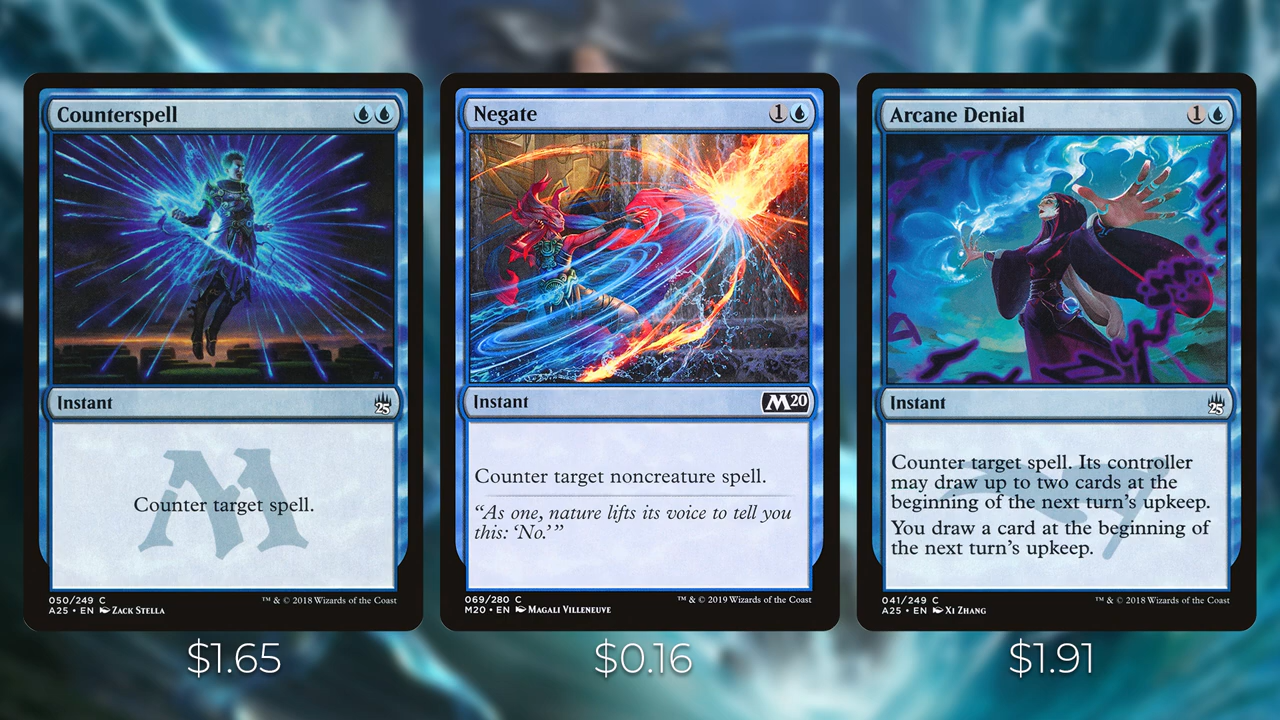 Counterspell
Instant
25
Counter target spell.
050/249 C
A25 • EN ZACK STELLA
™ & © 2018 Wizards of the Coast
$1.65
Negate
1
Instant
M20
Counter target noncreature spell.
“As one, nature lifts its voice to tell you
this: ‘No.’”
069/280 C
M20 • EN MAGALI VILLENEUVE
™ & © 2019 Wizards of the Coast
$0.16
Arcane Denial
1
Instant
25
Counter target spell. Its controller
may draw up to two cards at the
beginning of the next turn’s upkeep.
You draw a card at the beginning of
the next turn’s upkeep.
041/249 C
A25 • EN XI ZHANG
™ & © 2018 Wizards of the Coast
$1.91